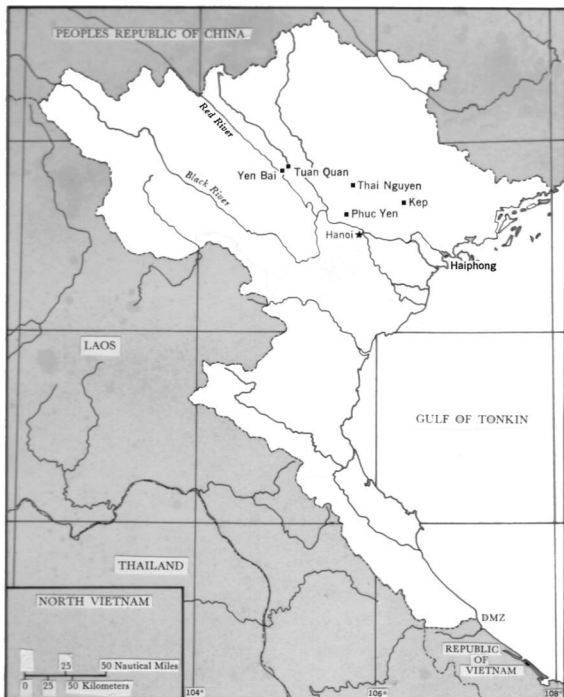 PEOPLES REPUBLIC OF CHINA
Red River
Yen Bai
Tuan Quan
Black River
Thai Nguyen
Kep
Phuc Yen
Hanoi
Haiphong
LAOS
GULF OF TONKIN
THAILAND
NORTH VIETNAM
DMZ
REPUBLIC
OF
VIETNAM
25 50 Nautical Miles
0 25 50 Kilometers
104° 106° 108°